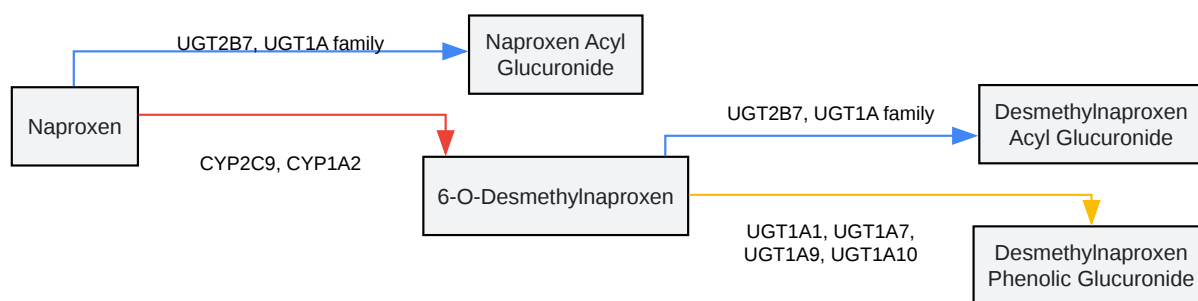 UGT2B7, UGT1A family
Naproxen Acyl
Glucuronide
Naproxen
CYP2C9, CYP1A2
6-O-Desmethylnaproxen
UGT2B7, UGT1A family
Desmethylnaproxen
Acyl Glucuronide
UGT1A1, UGT1A7,
UGT1A9, UGT1A10
Desmethylnaproxen
Phenolic Glucuronide